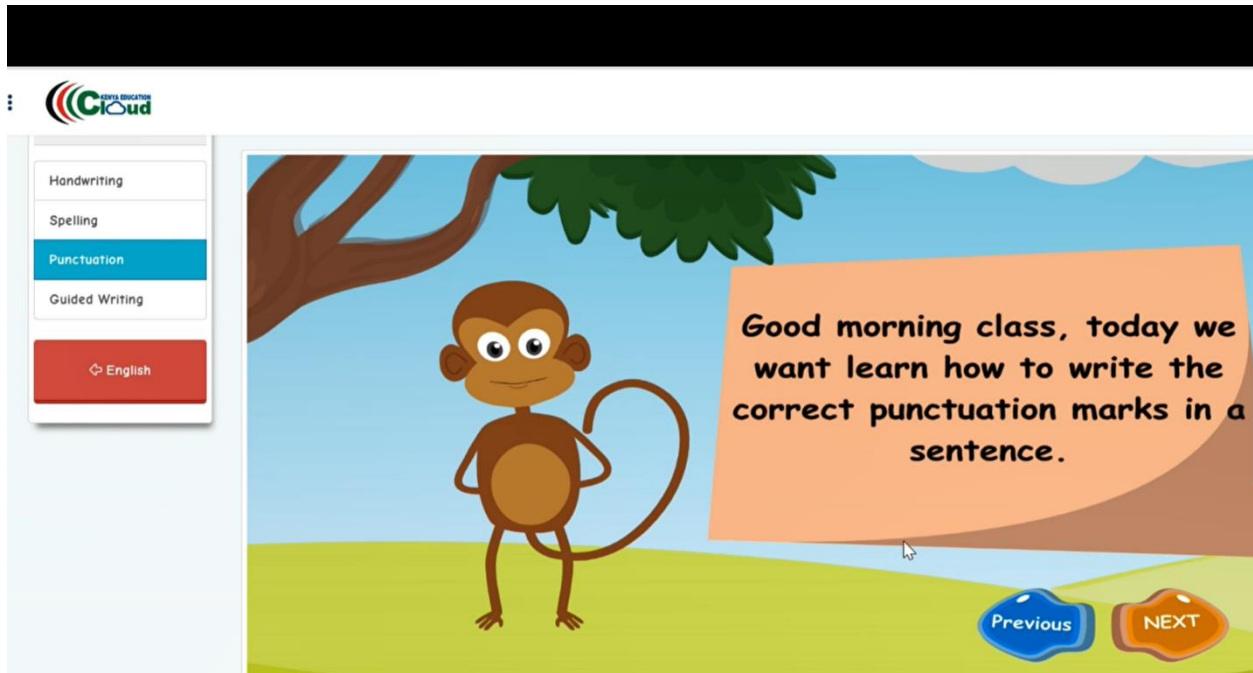 KENYA EDUCATION
Cloud
Handwriting
Spelling
Punctuation
Guided Writing
English
Good morning class, today we
want learn how to write the
correct punctuation marks in a
sentence.
Previous
NEXT